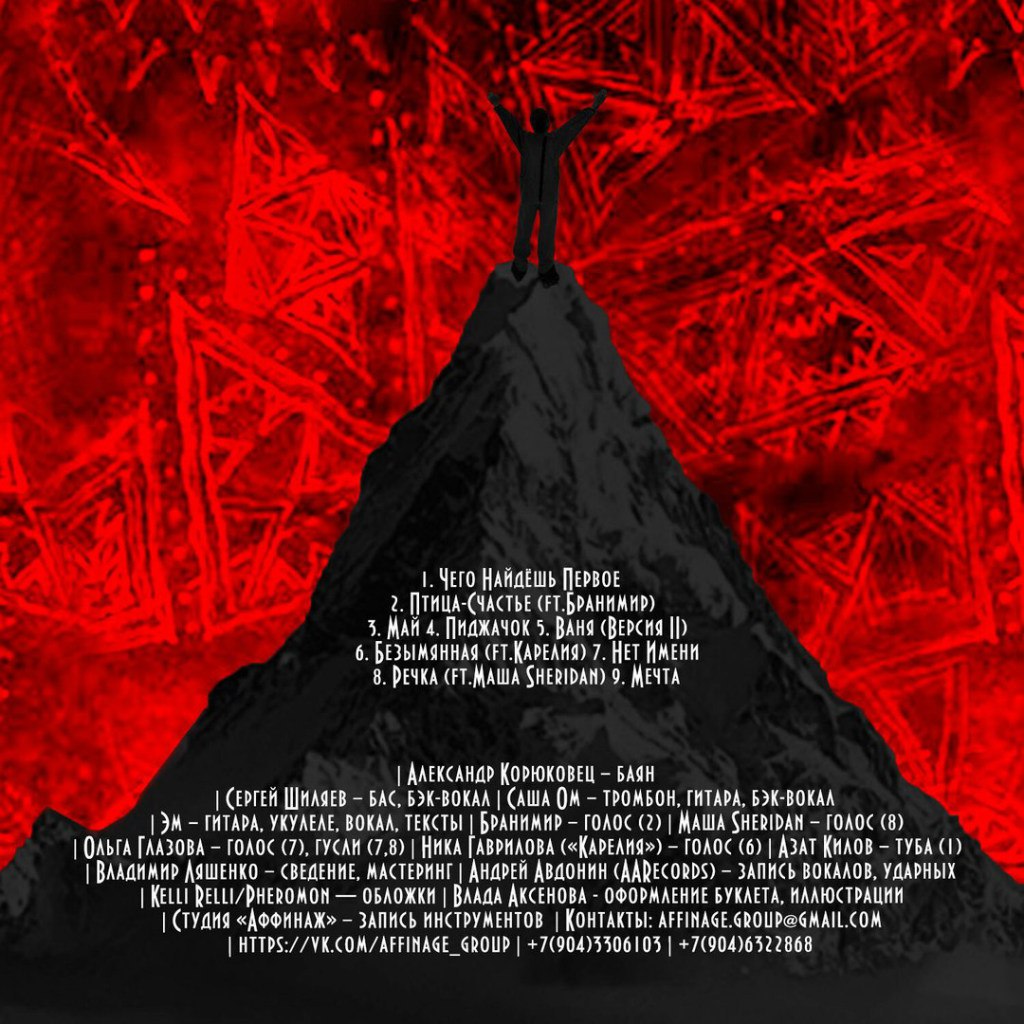 1. Чего Найдёшь Первое
2. Птица-Счастье (ft.Бранимир)
3. Май 4. Пиджачок 5. Ваня (Версия II)
6. Безымянная (ft.Карелия) 7. Нет Имени
8. Речка (ft.Маша Sheridan) 9. Мечта
| Александр Корюковец – баян
| Сергей Шиляев – бас, бэк-вокал | Саша Ом – тромбон, гитара, бэк-вокал
| Эм – гитара, укулеле, вокал, тексты | Бранимир – голос (2) | Маша Sheridan – голос (8)
| Ольга Глазова – голос (7), гусли (7,8) | Ника Гаврилова («Карелия») – голос (6) | Азат Килов – туба (1)
| Владимир Ляшенко – сведение, мастеринг | Андрей Авдонин (AARecords) – запись вокалов, ударных
| Kelli Relli/Pheromon — обложки | Влада Аксенова - оформление буклета, иллюстрации
| Студия «Аффинаж» – запись инструментов | Контакты: affinage.group@gmail.com
| https://vk.com/affinage_group | +7(904)3306103 | +7(904)6322868